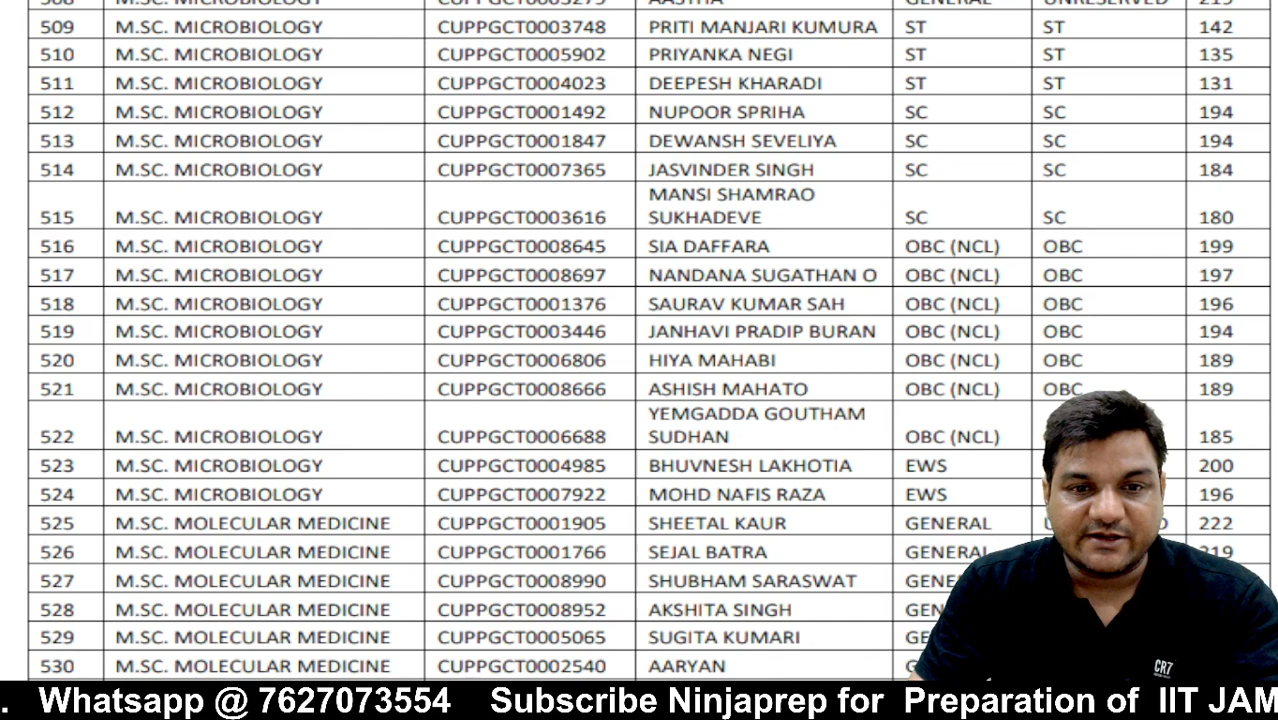 508 M.SC. MICROBIOLOGY CUPPGCT0005279 AASTHA GENERAL UNRESERVED 219
509 M.SC. MICROBIOLOGY CUPPGCT0003748 PRITI MANJARI KUMURA ST ST 142
510 M.SC. MICROBIOLOGY CUPPGCT0005902 PRIYANKA NEGI ST ST 135
511 M.SC. MICROBIOLOGY CUPPGCT0004023 DEEPESH KHARADI ST ST 131
512 M.SC. MICROBIOLOGY CUPPGCT0001492 NUPOOR SPRIHA SC SC 194
513 M.SC. MICROBIOLOGY CUPPGCT0001847 DEWANSH SEVELIYA SC SC 194
514 M.SC. MICROBIOLOGY CUPPGCT0007365 JASVINDER SINGH SC SC 184
MANSI SHAMRAO
515 M.SC. MICROBIOLOGY CUPPGCT0003616 SUKHADEVE SC SC 180
516 M.SC. MICROBIOLOGY CUPPGCT0008645 SIA DAFFARA OBC (NCL) OBC 199
517 M.SC. MICROBIOLOGY CUPPGCT0008697 NANDANA SUGATHAN O OBC (NCL) OBC 197
518 M.SC. MICROBIOLOGY CUPPGCT0001376 SAURAV KUMAR SAH OBC (NCL) OBC 196
519 M.SC. MICROBIOLOGY CUPPGCT0003446 JANHAVI PRADIP BURAN OBC (NCL) OBC 194
520 M.SC. MICROBIOLOGY CUPPGCT0006806 HIYA MAHABI OBC (NCL) OBC 189
521 M.SC. MICROBIOLOGY CUPPGCT0008666 ASHISH MAHATO OBC (NCL) OBC 189
YEMGADDA GOUTHAM
522 M.SC. MICROBIOLOGY CUPPGCT0006688 SUDHAN OBC (NCL) 185
523 M.SC. MICROBIOLOGY CUPPGCT0004985 BHUVNESH LAKHOTIA EWS 200
524 M.SC. MICROBIOLOGY CUPPGCT0007922 MOHD NAFIS RAZA EWS 196
525 M.SC. MOLECULAR MEDICINE CUPPGCT0001905 SHEETAL KAUR GENERAL 222
526 M.SC. MOLECULAR MEDICINE CUPPGCT0001766 SEJAL BATRA GENERAL 219
527 M.SC. MOLECULAR MEDICINE CUPPGCT0008990 SHUBHAM SARASWAT
528 M.SC. MOLECULAR MEDICINE CUPPGCT0008952 AKSHITA SINGH
529 M.SC. MOLECULAR MEDICINE CUPPGCT0005065 SUGITA KUMARI
530 M.SC. MOLECULAR MEDICINE CUPPGCT0002540 AARYAN
CR7
. Whatsapp @ 7627073554 Subscribe Ninjaprep for Preparation of IIT JAM